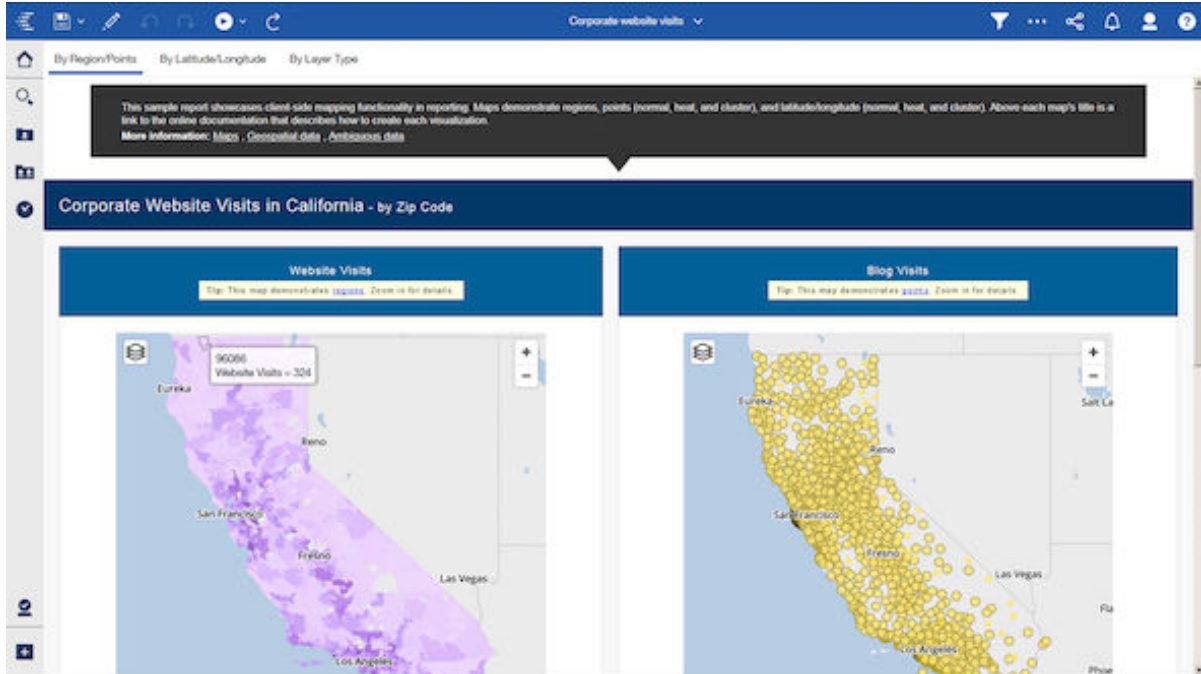 Corporate website visits
By Region/Points By Latitude/Longitude By Layer Type
This sample report showcases client-side mapping functionality in reporting. Maps demonstrate regions, points (normal, heat, and cluster), and latitude/longitude (normal, heat, and cluster). Above each map's title is a
link to the online documentation that describes how to create each visualization.
More information: Maps , Geospatial data , Ambiguous data
Corporate Website Visits in California - by Zip Code
Website Visits
Tip: This map demonstrates regions. Zoom in for details.
96086
Website Visits = 324
+
−
Eureka
Reno
San Francisco
Fresno
Las Vegas
Los Angeles
Blog Visits
Tip: This map demonstrates points. Zoom in for details.
+
−
Eureka
Salt La
Reno
San Francisco
Fresno
Las Vegas
Fla
Los Angeles
Phoe